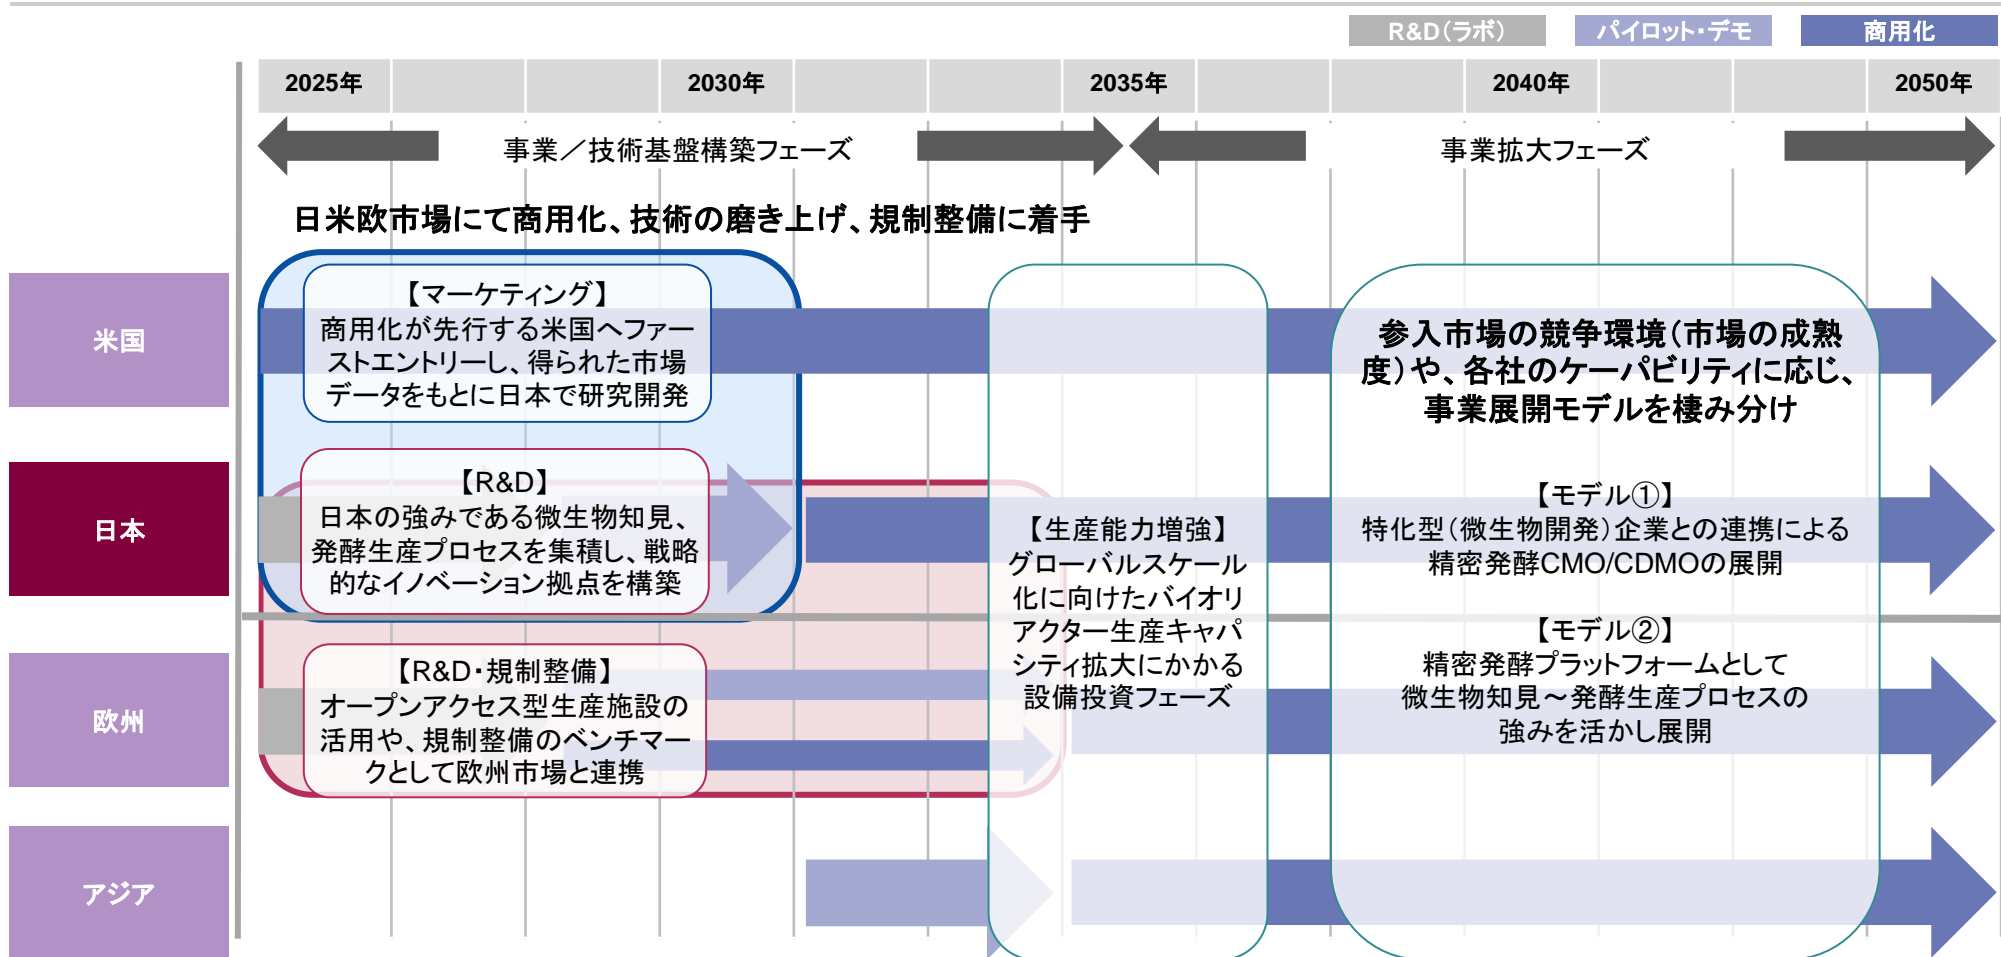 R&D(ラボ)
パイロット・デモ
商用化
2025年
2030年
2035年
2040年
2050年
事業／技術基盤構築フェーズ
事業拡大フェーズ
日米欧市場にて商用化、技術の磨き上げ、規制整備に着手
米国
【マーケティング】
商用化が先行する米国へファー
ストエントリーし、得られた市場
データをもとに日本で研究開発
参入市場の競争環境(市場の成熟
度)や、各社のケーパビリティに応じ、
事業展開モデルを棲み分け
日本
【R&D】
日本の強みである微生物知見、
発酵生産プロセスを集積し、戦略
的なイノベーション拠点を構築
【生産能力増強】
グローバルスケール
化に向けたバイオリ
アクター生産キャパ
シティ拡大にかかる
設備投資フェーズ
【モデル①】
特化型(微生物開発)企業との連携による
精密発酵CMO/CDMOの展開
【モデル②】
精密発酵プラットフォームとして
微生物知見～発酵生産プロセスの
強みを活かし展開
欧州
【R&D・規制整備】
オープンアクセス型生産施設の
活用や、規制整備のベンチマー
クとして欧州市場と連携
アジア